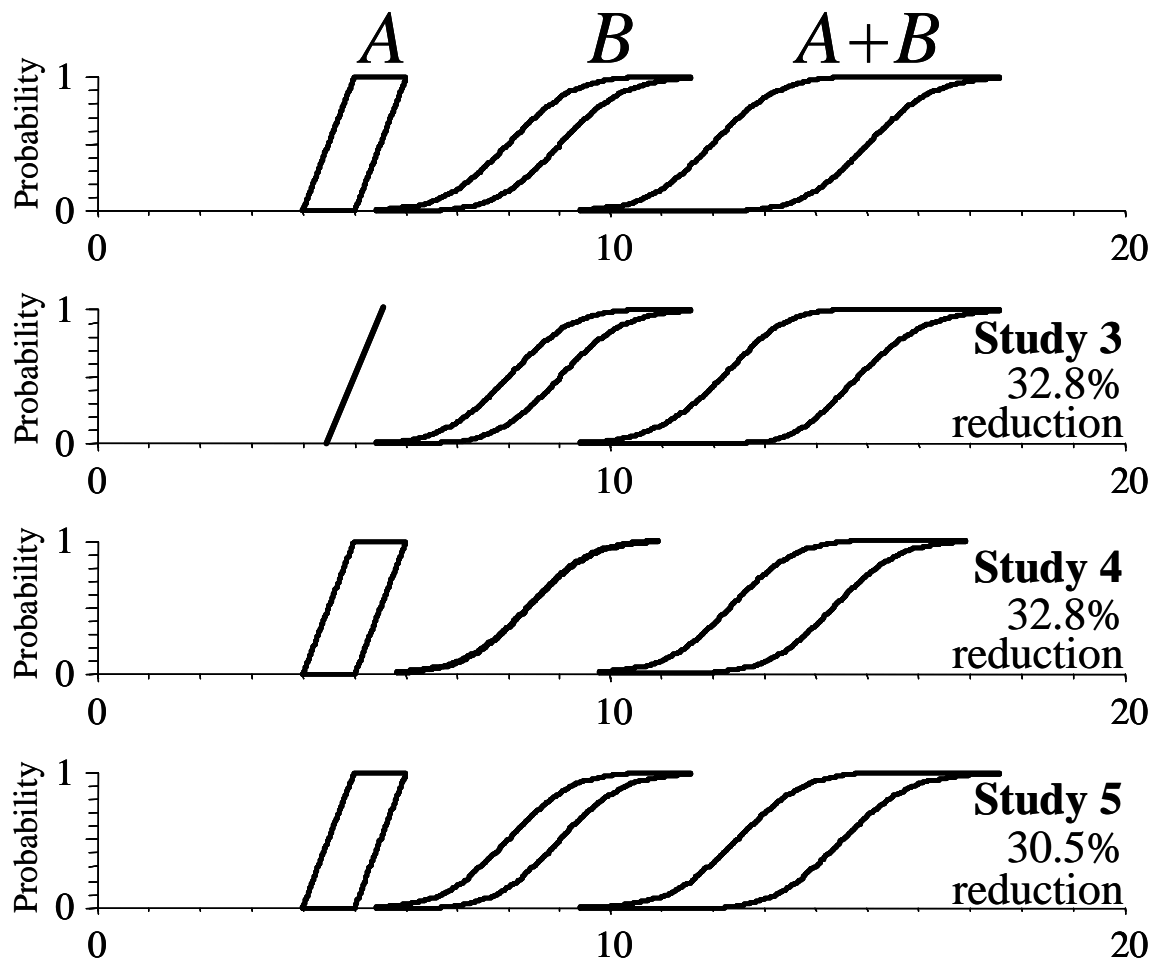 A B A+B
Probability
1
0
0 10 20
Probability
1
0
Study 3
32.8%
reduction
0 10 20
Probability
1
0
Study 4
32.8%
reduction
0 10 20
Probability
1
0
Study 5
30.5%
reduction
0 10 20